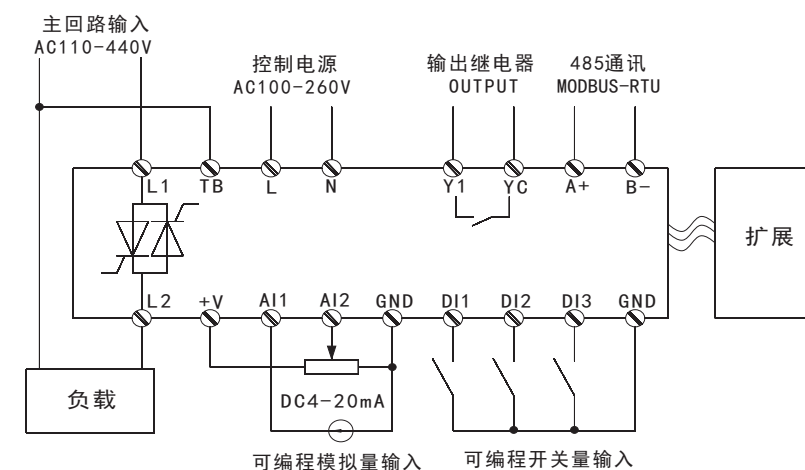 主回路输入
AC110-440V
控制电源
AC100-260V
输出继电器
OUTPUT
485通讯
MODBUS-RTU
L1 TB L N Y1 YC A+ B-
扩展
L2 +V AI1 AI2 GND DI1 DI2 DI3 GND
负载
DC4-20mA
可编程模拟量输入
可编程开关量输入